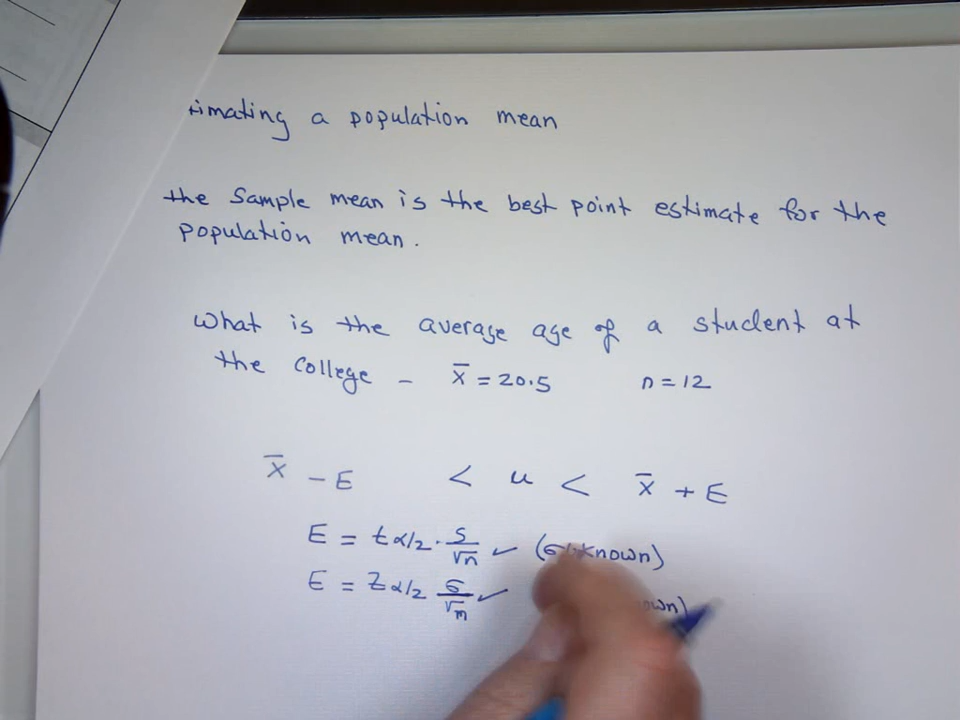 timating a population mean
the Sample mean is the best point estimate for the
population mean.
What is the average age of a student at
the college - x̄ = 20.5 n = 12
x̄ - E < u < x̄ + E
E = tα/2 · s/√n ✓
E = Zα/2 σ/√n ✓